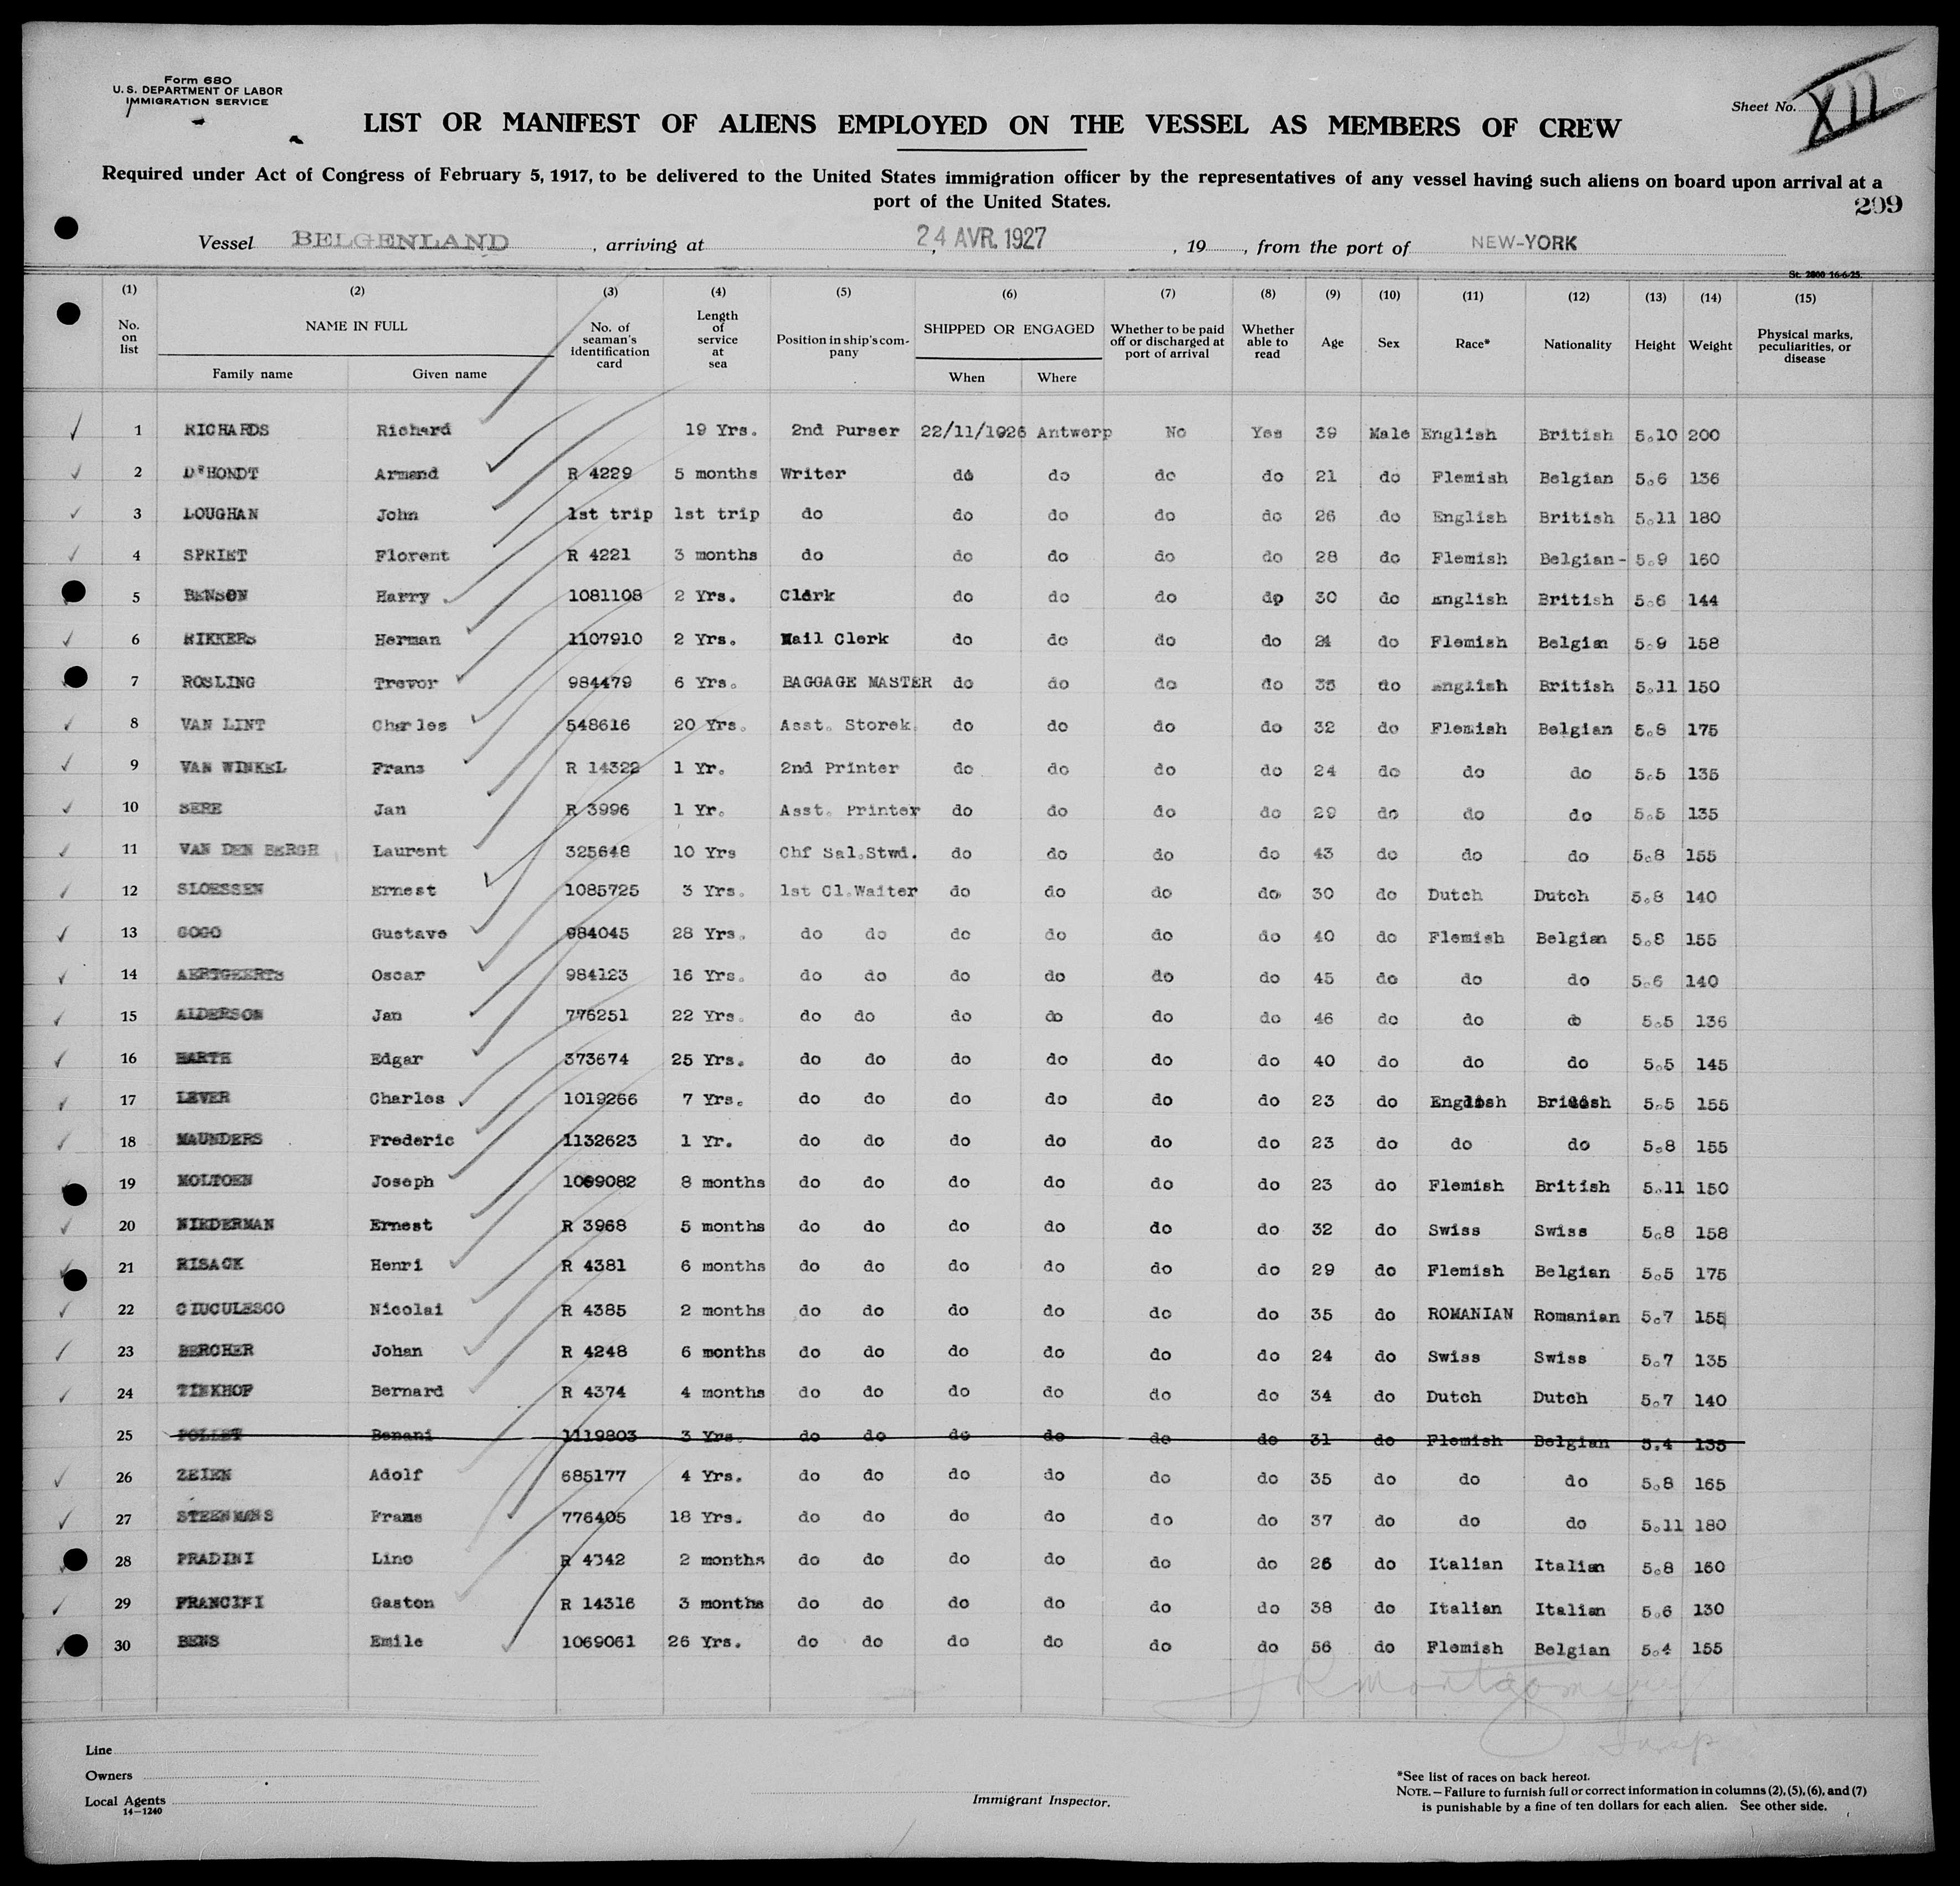 Form 680
U. S. DEPARTMENT OF LABOR
IMMIGRATION SERVICE
Sheet No. XII
LIST OR MANIFEST OF ALIENS EMPLOYED ON THE VESSEL AS MEMBERS OF CREW
Required under Act of Congress of February 5, 1917, to be delivered to the United States immigration officer by the representatives of any vessel having such aliens on board upon arrival at a
port of the United States.
209
Vessel BELGENLAND, arriving at 24 AVR. 1927, 19, from the port of NEW-YORK
St. 2000 16-6-25.
(1) (2) (3) (4) (5) (6) (7) (8) (9) (10) (11) (12) (13) (14) (15)
No. on list NAME IN FULL Family name Given name No. of seaman's identification card Length of service at sea Position in ship's company SHIPPED OR ENGAGED When Where Whether to be paid off or discharged at port of arrival Whether able to read Age Sex Race* Nationality Height Weight Physical marks, peculiarities, or disease
1 RICHARDS Richard 19 Yrs. 2nd Purser 22/11/1926 Antwerp No Yes 39 Male English British 5.10 200
2 D'HONDT Armand R 4229 5 months Writer do do do do 21 do Flemish Belgian 5.6 136
3 LOUGHAN John 1st trip 1st trip do do do do do 26 do English British 5.11 180
4 SPRIET Florent R 4221 3 months do do do do do 28 do Flemish Belgian- 5.9 160
5 BENSON Harry 1081108 2 Yrs. Clerk do do do do 30 do English British 5.6 144
6 RIKKERS Herman 1107910 2 Yrs. Mail Clerk do do do do 24 do Flemish Belgian 5.9 158
7 ROSLING Trevor 984479 6 Yrs. BAGGAGE MASTER do do do do 35 do English British 5.11 150
8 VAN LINT Charles 548616 20 Yrs. Asst. Storek. do do do do 32 do Flemish Belgian 5.8 175
9 VAN WINKEL Frans R 14322 1 Yr. 2nd Printer do do do do 24 do do do 5.5 135
10 SERE Jan R 3996 1 Yr. Asst. Printer do do do do 29 do do do 5.5 135
11 VAN DEN BERGH Laurent 325648 10 Yrs Chf Sal.Stwd. do do do do 43 do do do 5.8 155
12 SLOESSEN Ernest 1085725 3 Yrs. 1st Cl.Waiter do do do do 30 do Dutch Dutch 5.8 140
13 GOGO Gustave 984045 28 Yrs. do do do do do do 40 do Flemish Belgian 5.8 155
14 AERTGEERTS Oscar 984123 16 Yrs. do do do do do do 45 do do do 5.6 140
15 ALDERSON Jan 776251 22 Yrs. do do do do do do 46 do do do 5.5 136
16 BARTH Edgar 373674 25 Yrs. do do do do do do 40 do do do 5.5 145
17 LEVER Charles 1019266 7 Yrs. do do do do do do 23 do English British 5.5 155
18 MAUNDERS Frederic 1132623 1 Yr. do do do do do do 23 do do do 5.8 155
19 MOLTOEN Joseph 1069082 8 months do do do do do do 23 do Flemish British 5.11 150
20 NIEDERMAN Ernest R 3968 5 months do do do do do do 32 do Swiss Swiss 5.8 158
21 RISACK Henri R 4381 6 months do do do do do do 29 do Flemish Belgian 5.5 175
22 CIUCULESCO Nicolai R 4385 2 months do do do do do do 35 do ROMANIAN Romanian 5.7 155
23 BERCHER Johan R 4248 6 months do do do do do do 24 do Swiss Swiss 5.7 135
24 TINKHOF Bernard R 4374 4 months do do do do do do 34 do Dutch Dutch 5.7 140
25 POLLET Benani 1119803 3 Yrs. do do do do do do 31 do Flemish Belgian 5.4 135
26 ZEIEN Adolf 685177 4 Yrs. do do do do do do 35 do do do 5.8 165
27 STEENMANS Frans 776405 18 Yrs. do do do do do do 37 do do do 5.11 180
28 PRADINI Lino R 4342 2 months do do do do do do 26 do Italian Italian 5.8 160
29 FRANCINI Gaston R 14316 3 months do do do do do do 38 do Italian Italian 5.6 130
30 BENS Emile 1069061 26 Yrs. do do do do do do 56 do Flemish Belgian 5.4 155
J R Montgomery
Insp
Line
Owners
Local Agents
14-1240
Immigrant Inspector.
*See list of races on back hereof.
NOTE.—Failure to furnish full or correct information in columns (2), (5), (6), and (7)
is punishable by a fine of ten dollars for each alien. See other side.